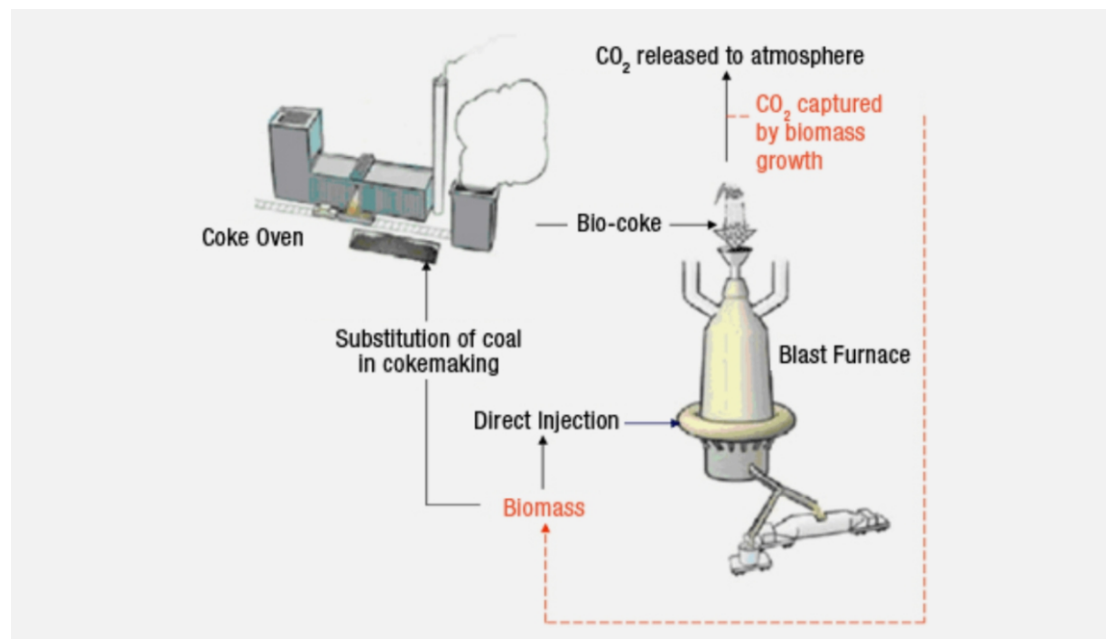 CO₂ released to atmosphere
CO₂ captured
by biomass
growth
Coke Oven
Bio-coke
Substitution of coal
in cokemaking
Blast Furnace
Direct Injection
Biomass